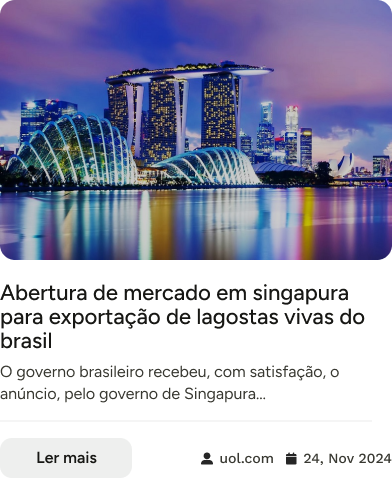 Abertura de mercado em singapura
para exportação de lagostas vivas do
brasil
O governo brasileiro recebeu, com satisfação, o
anúncio, pelo governo de Singapura...
Ler mais
uol.com
24, Nov 2024